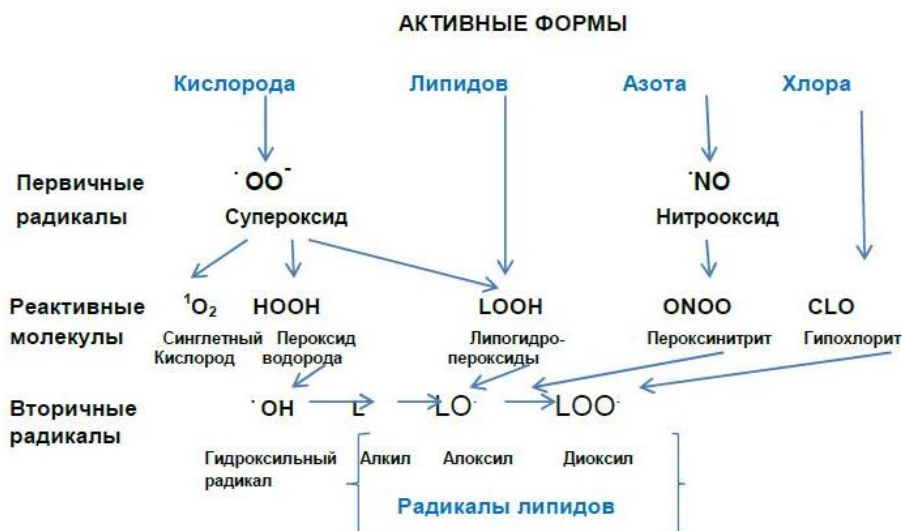 АКТИВНЫЕ ФОРМЫ
Кислорода Липидов Азота Хлора
Первичные радикалы
˙OO⁻ ˙NO
Супероксид Нитрооксид
Реактивные молекулы
¹O₂ HOOH LOOH ONOO CLO
Синглетный Кислород
Пероксид водорода
Липогидро-
пероксиды
Пероксинитрит Гипохлорит
Вторичные радикалы
˙OH L˙ LO˙ LOO˙
Гидроксильный радикал
Алкил Алоксил Диоксил
Радикалы липидов